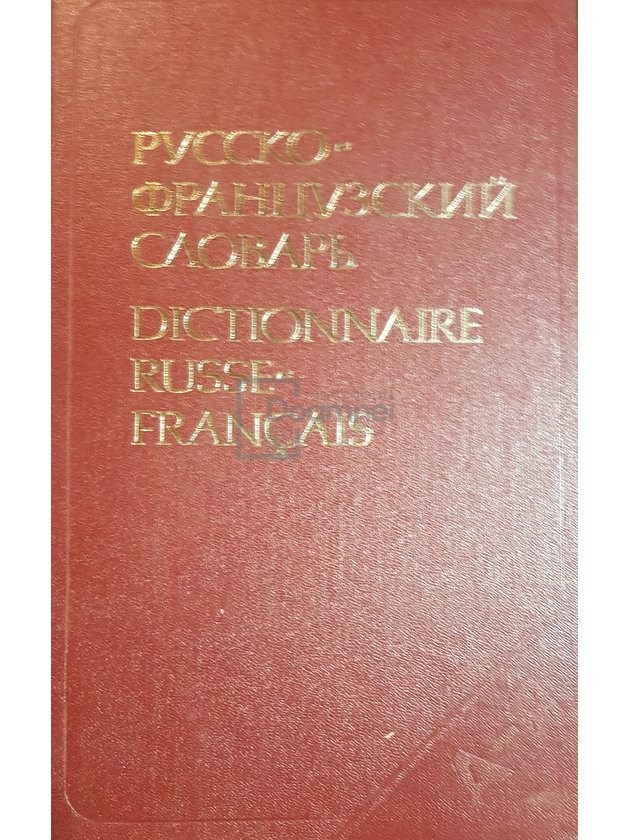 РУССКО-
ФРАНЦУЗСКИЙ
СЛОВАРЬ
DICTIONNAIRE
RUSSE-
FRANÇAIS